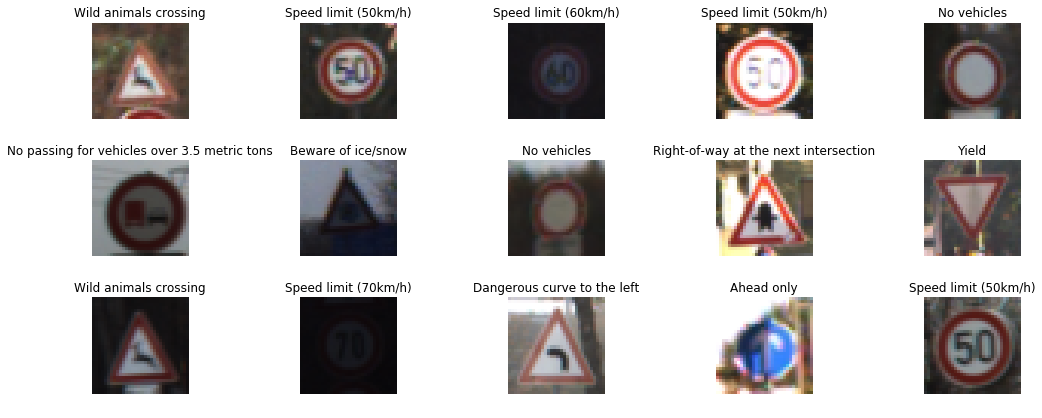 Wild animals crossing
Speed limit (50km/h)
Speed limit (60km/h)
Speed limit (50km/h)
No vehicles
50
60
50
No passing for vehicles over 3.5 metric tons
Beware of ice/snow
No vehicles
Right-of-way at the next intersection
Yield
Wild animals crossing
Speed limit (70km/h)
Dangerous curve to the left
Ahead only
Speed limit (50km/h)
70
50